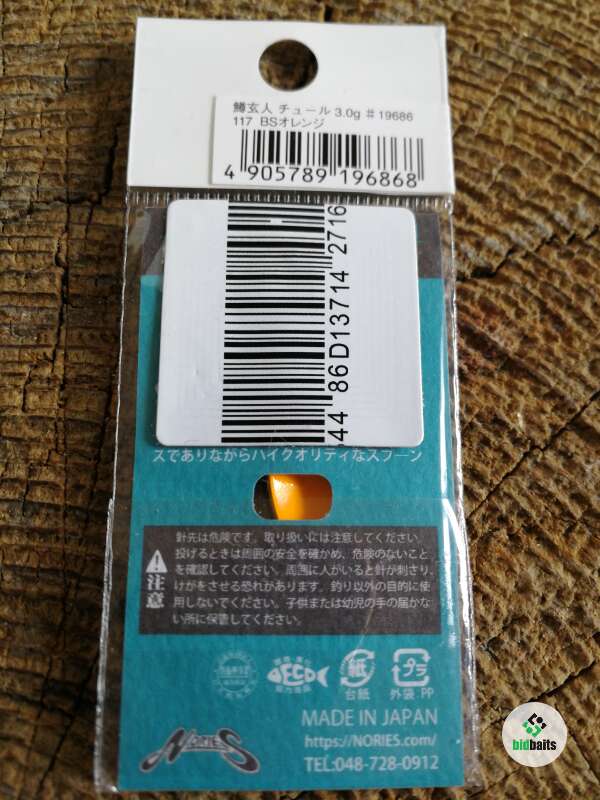 鱒玄人 チュール 3.0g #19686
117 BSオレンジ
4 905789 196868
44 86D13714 2716
スでありながらハイクオリティなスプーン
注意
針先は危険です。取り扱いには注意してください。
投げるときは周囲の安全を確かめ、危険のないこと
を確認してください。周囲に人がいると針が刺さり、
けがをさせる恐れがあります。釣り以外の目的に使
用しないでください。子供または幼児の手の届かな
い所に保管してください。
ECO
紙
台紙
プラ
外袋 PP
MADE IN JAPAN
https://NORIES.com/
TEL:048-728-0912
NORIES
bidbaits